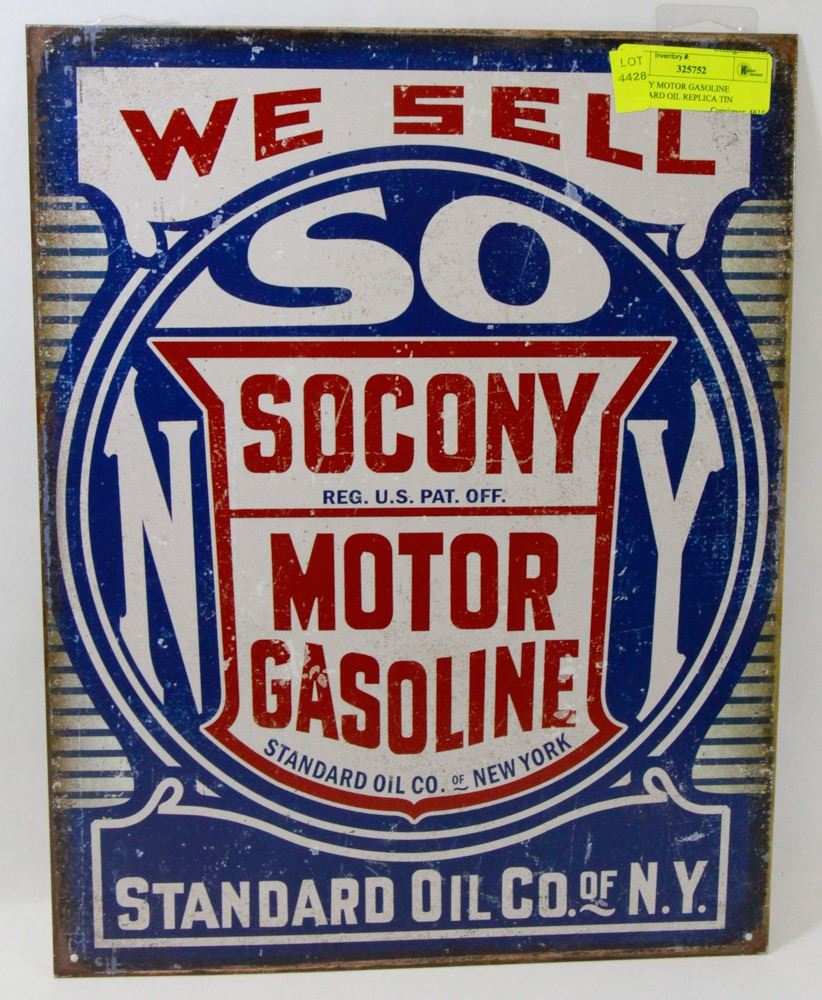 LOT
4428
Inventory #:
325752
Y MOTOR GASOLINE
ARD OIL REPLICA TIN
WE SELL
SO
SOCONY
REG. U.S. PAT. OFF.
N Y
MOTOR
GASOLINE
STANDARD OIL CO. OF NEW YORK
STANDARD OIL CO. OF N.Y.